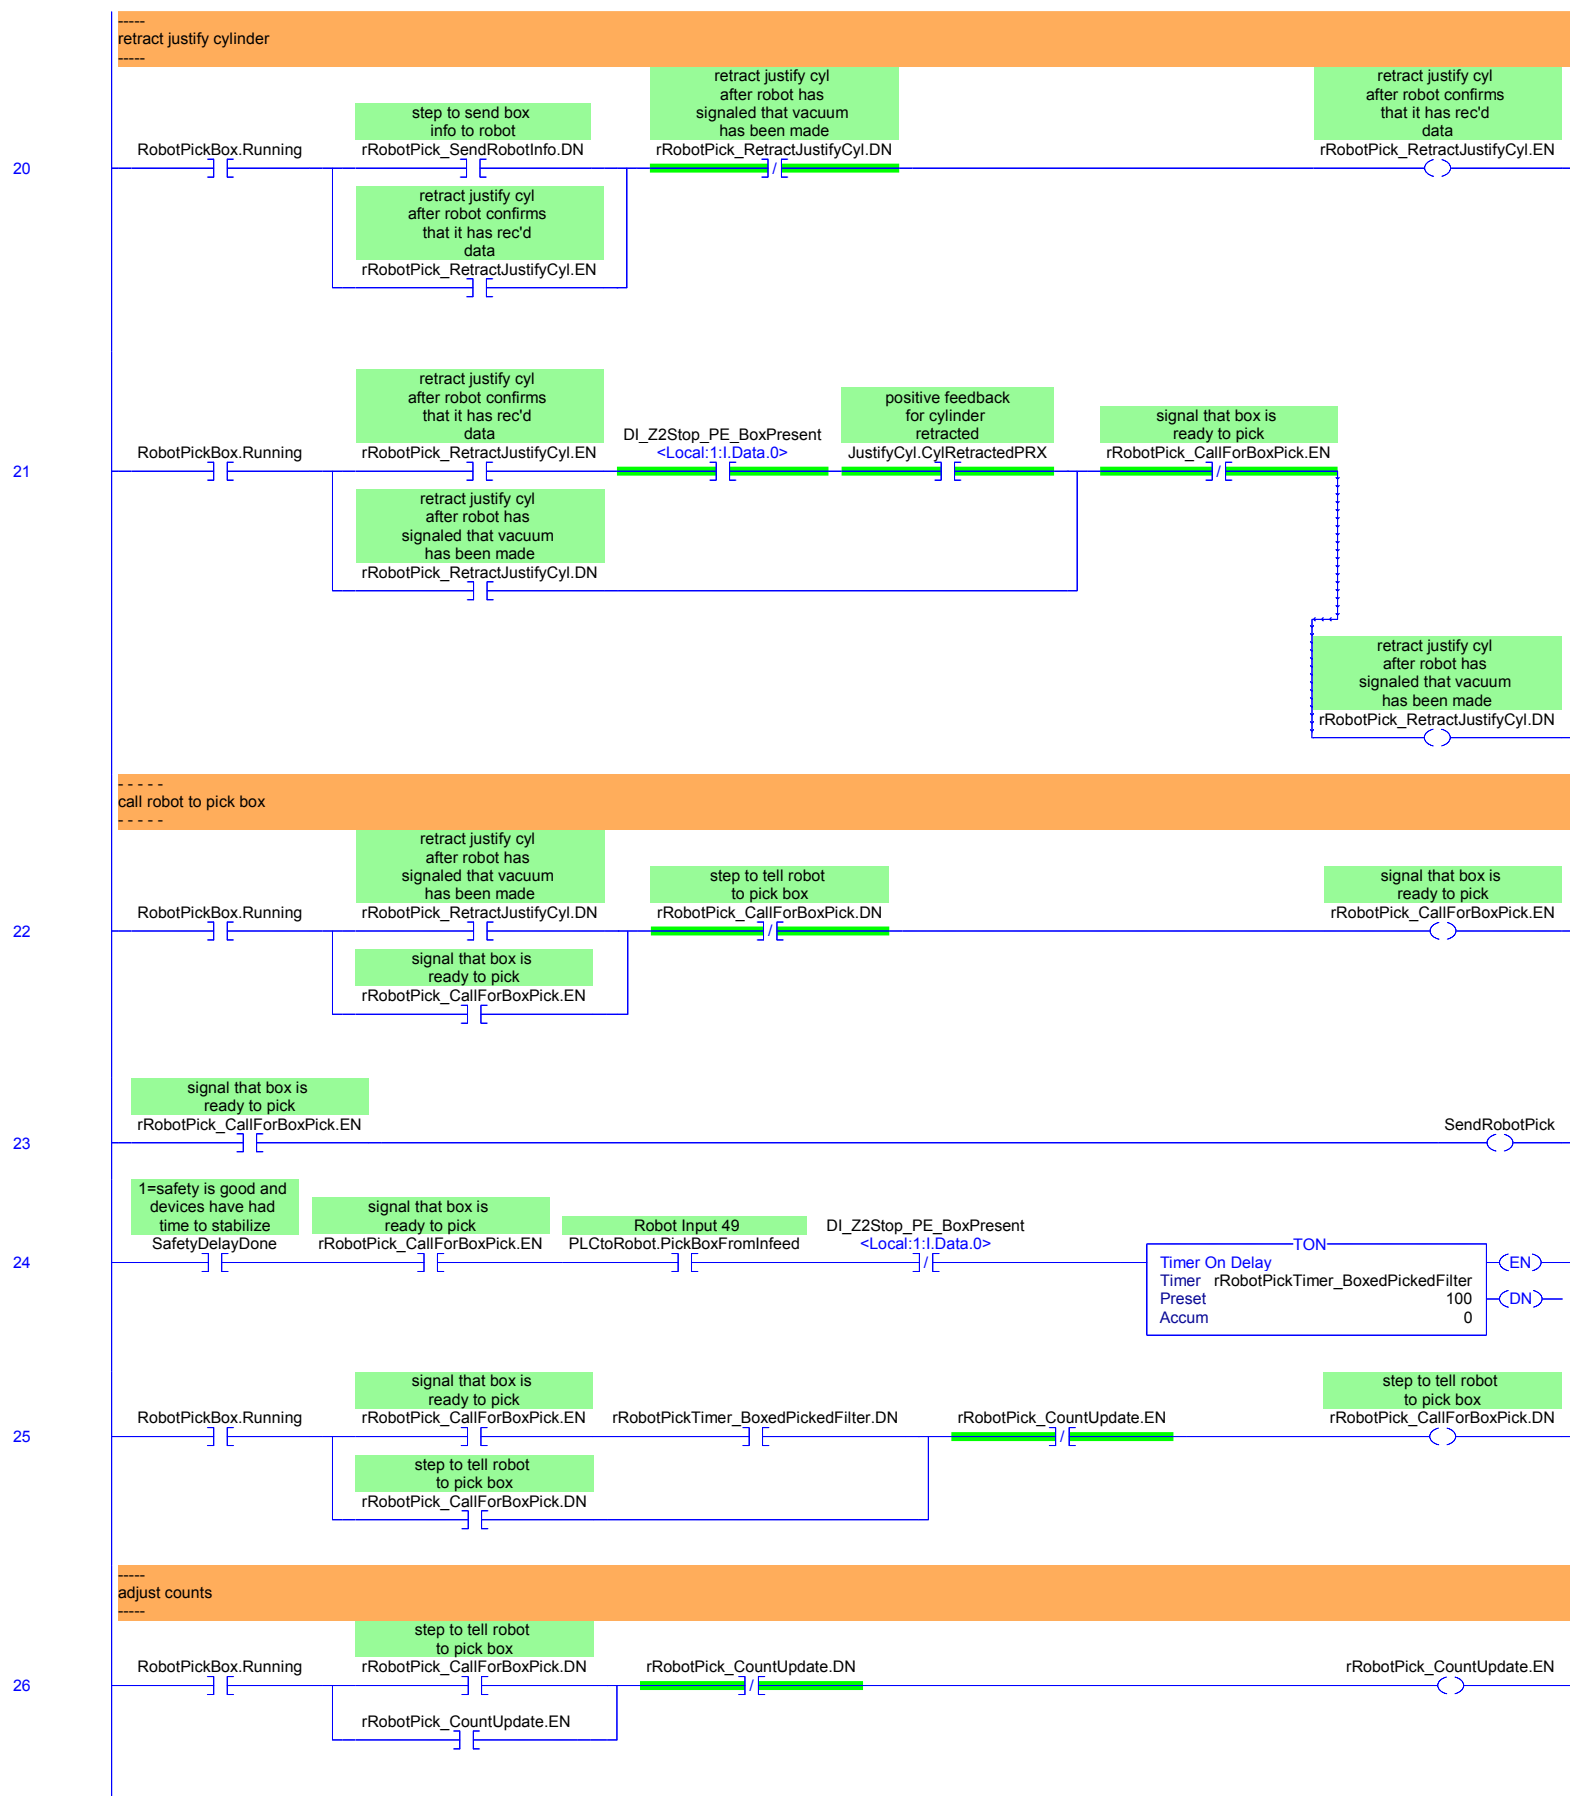 -----
retract justify cylinder
-----
20
RobotPickBox.Running
step to send box
info to robot
rRobotPick_SendRobotInfo.DN
retract justify cyl
after robot has
signaled that vacuum
has been made
rRobotPick_RetractJustifyCyl.DN
retract justify cyl
after robot confirms
that it has rec'd
data
rRobotPick_RetractJustifyCyl.EN
retract justify cyl
after robot confirms
that it has rec'd
data
rRobotPick_RetractJustifyCyl.EN
21
RobotPickBox.Running
retract justify cyl
after robot confirms
that it has rec'd
data
rRobotPick_RetractJustifyCyl.EN
DI_Z2Stop_PE_BoxPresent
<Local:1:I.Data.0>
positive feedback
for cylinder
retracted
JustifyCyl.CylRetractedPRX
signal that box is
ready to pick
rRobotPick_CallForBoxPick.EN
retract justify cyl
after robot has
signaled that vacuum
has been made
rRobotPick_RetractJustifyCyl.DN
retract justify cyl
after robot has
signaled that vacuum
has been made
rRobotPick_RetractJustifyCyl.DN
- - - - -
call robot to pick box
- - - - -
22
RobotPickBox.Running
retract justify cyl
after robot has
signaled that vacuum
has been made
rRobotPick_RetractJustifyCyl.DN
step to tell robot
to pick box
rRobotPick_CallForBoxPick.DN
signal that box is
ready to pick
rRobotPick_CallForBoxPick.EN
signal that box is
ready to pick
rRobotPick_CallForBoxPick.EN
23
signal that box is
ready to pick
rRobotPick_CallForBoxPick.EN
SendRobotPick
24
1=safety is good and
devices have had
time to stabilize
SafetyDelayDone
signal that box is
ready to pick
rRobotPick_CallForBoxPick.EN
Robot Input 49
PLCtoRobot.PickBoxFromInfeed
DI_Z2Stop_PE_BoxPresent
<Local:1:I.Data.0>
TON
Timer On Delay
Timer rRobotPickTimer_BoxedPickedFilter
Preset 100
Accum 0
EN
DN
25
RobotPickBox.Running
signal that box is
ready to pick
rRobotPick_CallForBoxPick.EN
rRobotPickTimer_BoxedPickedFilter.DN
rRobotPick_CountUpdate.EN
step to tell robot
to pick box
rRobotPick_CallForBoxPick.DN
step to tell robot
to pick box
rRobotPick_CallForBoxPick.DN
-----
adjust counts
-----
26
RobotPickBox.Running
step to tell robot
to pick box
rRobotPick_CallForBoxPick.DN
rRobotPick_CountUpdate.DN
rRobotPick_CountUpdate.EN
rRobotPick_CountUpdate.EN